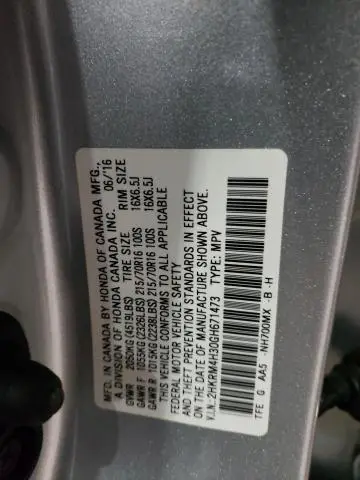 MFD. IN CANADA BY HONDA OF CANADA MFG.,
A DIVISION OF HONDA CANADA INC. 06/'16
GVWR 2050KG(4519LBS) TIRE SIZE RIM SIZE
GAWR F 1055KG(2326LBS) 215/70R16 100S 16X6.5J
GAWR R 1015KG(2238LBS) 215/70R16 100S 16X6.5J
THIS VEHICLE CONFORMS TO ALL APPLICABLE
FEDERAL MOTOR VEHICLE SAFETY
AND THEFT PREVENTION STANDARDS IN EFFECT
ON THE DATE OF MANUFACTURE SHOWN ABOVE.
V.I.N.:2HKRM4H30GH671473 TYPE: MPV
TFE G AA5 -NH700MX -B -H